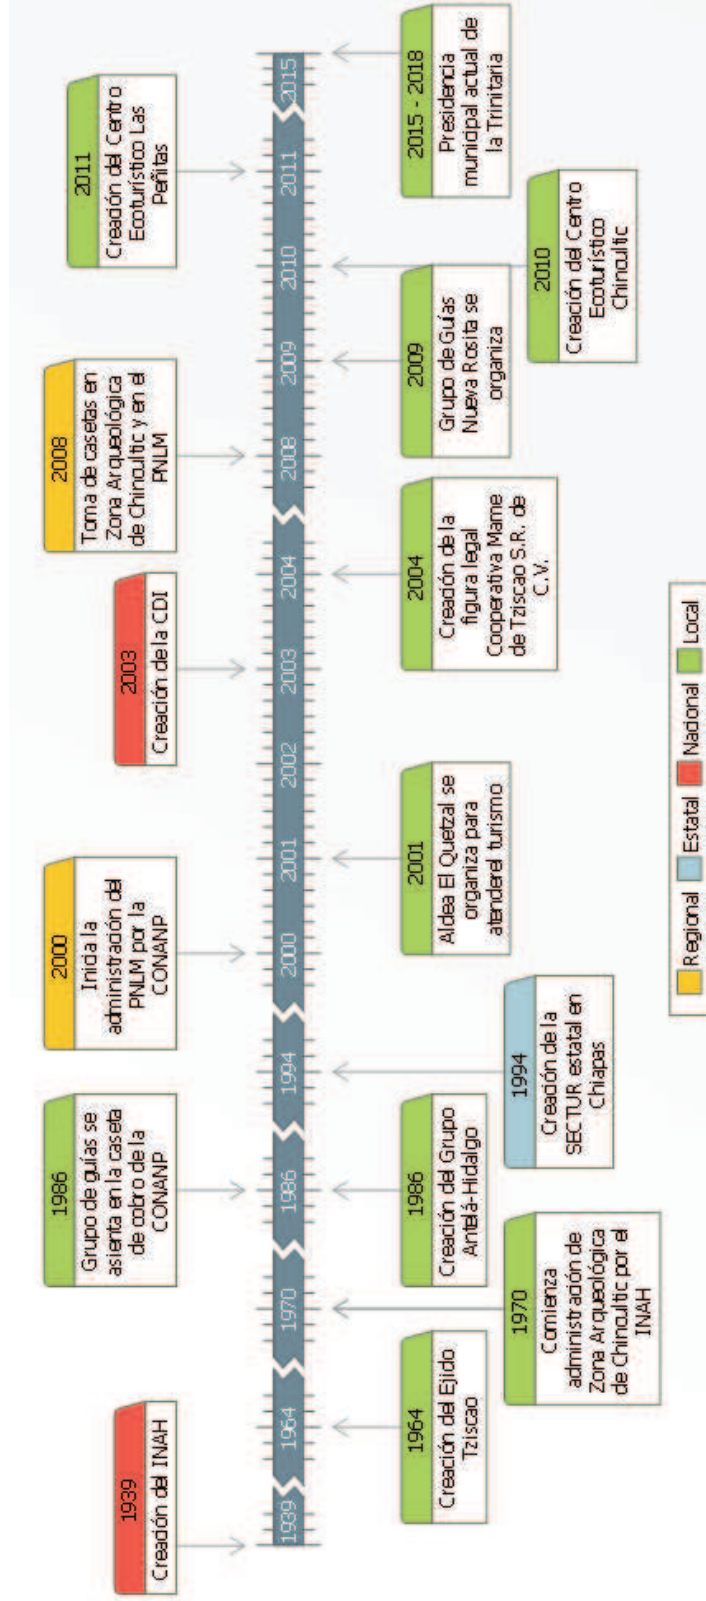 1939
Creación del INAH
1986
Grupo de guías se
asienta en la caseta
de cobro de la
CONANP
2000
Inicia la
administración del
PNLM por la
CONANP
2003
Creación de la CDI
2008
Toma de casetas en
Zona Arqueológica
de Chincultic y en el
PNLM
2011
Creación del Centro
Ecoturístico Las
Peñitas
1939 1964 1970 1986 1994 2000 2001 2002 2003 2004 2008 2009 2010 2011 2015
1964
Creación del Ejido
Tziscao
1970
Comienza
administración de
Zona Arqueológica
de Chincultic por el
INAH
1986
Creación del Grupo
Antelá-Hidalgo
1994
Creación de la
SECTUR estatal en
Chiapas
2001
Aldea El Quetzal se
organiza para
atenderel turismo
2004
Creación de la
figura legal
Cooperativa Mame
de Tziscao S.R. de
C.V.
2009
Grupo de Guías
Nueva Rosita se
organiza
2010
Creación del Centro
Ecoturístico
Chincultic
2015 - 2018
Presidencia
municipal actual de
la Trinitaria
Regional Estatal Nacional Local